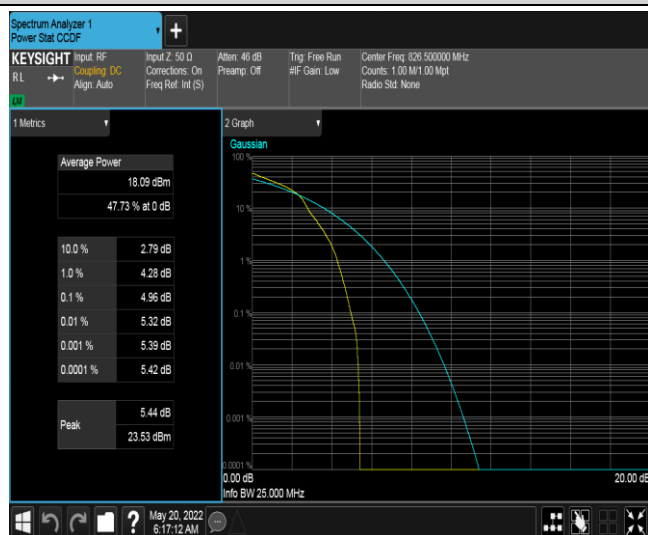 Spectrum Analyzer 1
Power Stat CCDF
KEYSIGHT
RL
Input: RF
Coupling: DC
Align: Auto
Input Z: 50 Ω
Corrections: On
Freq Ref: Int (S)
Atten: 46 dB
Preamp: Off
Trig: Free Run
#IF Gain: Low
Center Freq: 826.500000 MHz
Counts: 1.00 M/1.00 Mpt
Radio Std: None
1 Metrics
Average Power
18.09 dBm
47.73 % at 0 dB
10.0 % 2.79 dB
1.0 % 4.28 dB
0.1 % 4.96 dB
0.01 % 5.32 dB
0.001 % 5.39 dB
0.0001 % 5.42 dB
Peak
5.44 dB
23.53 dBm
2 Graph
Gaussian
100 %
10 %
1 %
0.1 %
0.01 %
0.001 %
0.0001 %
0.00 dB 20.00 dB
Info BW 25.000 MHz
May 20, 2022
6:17:12 AM